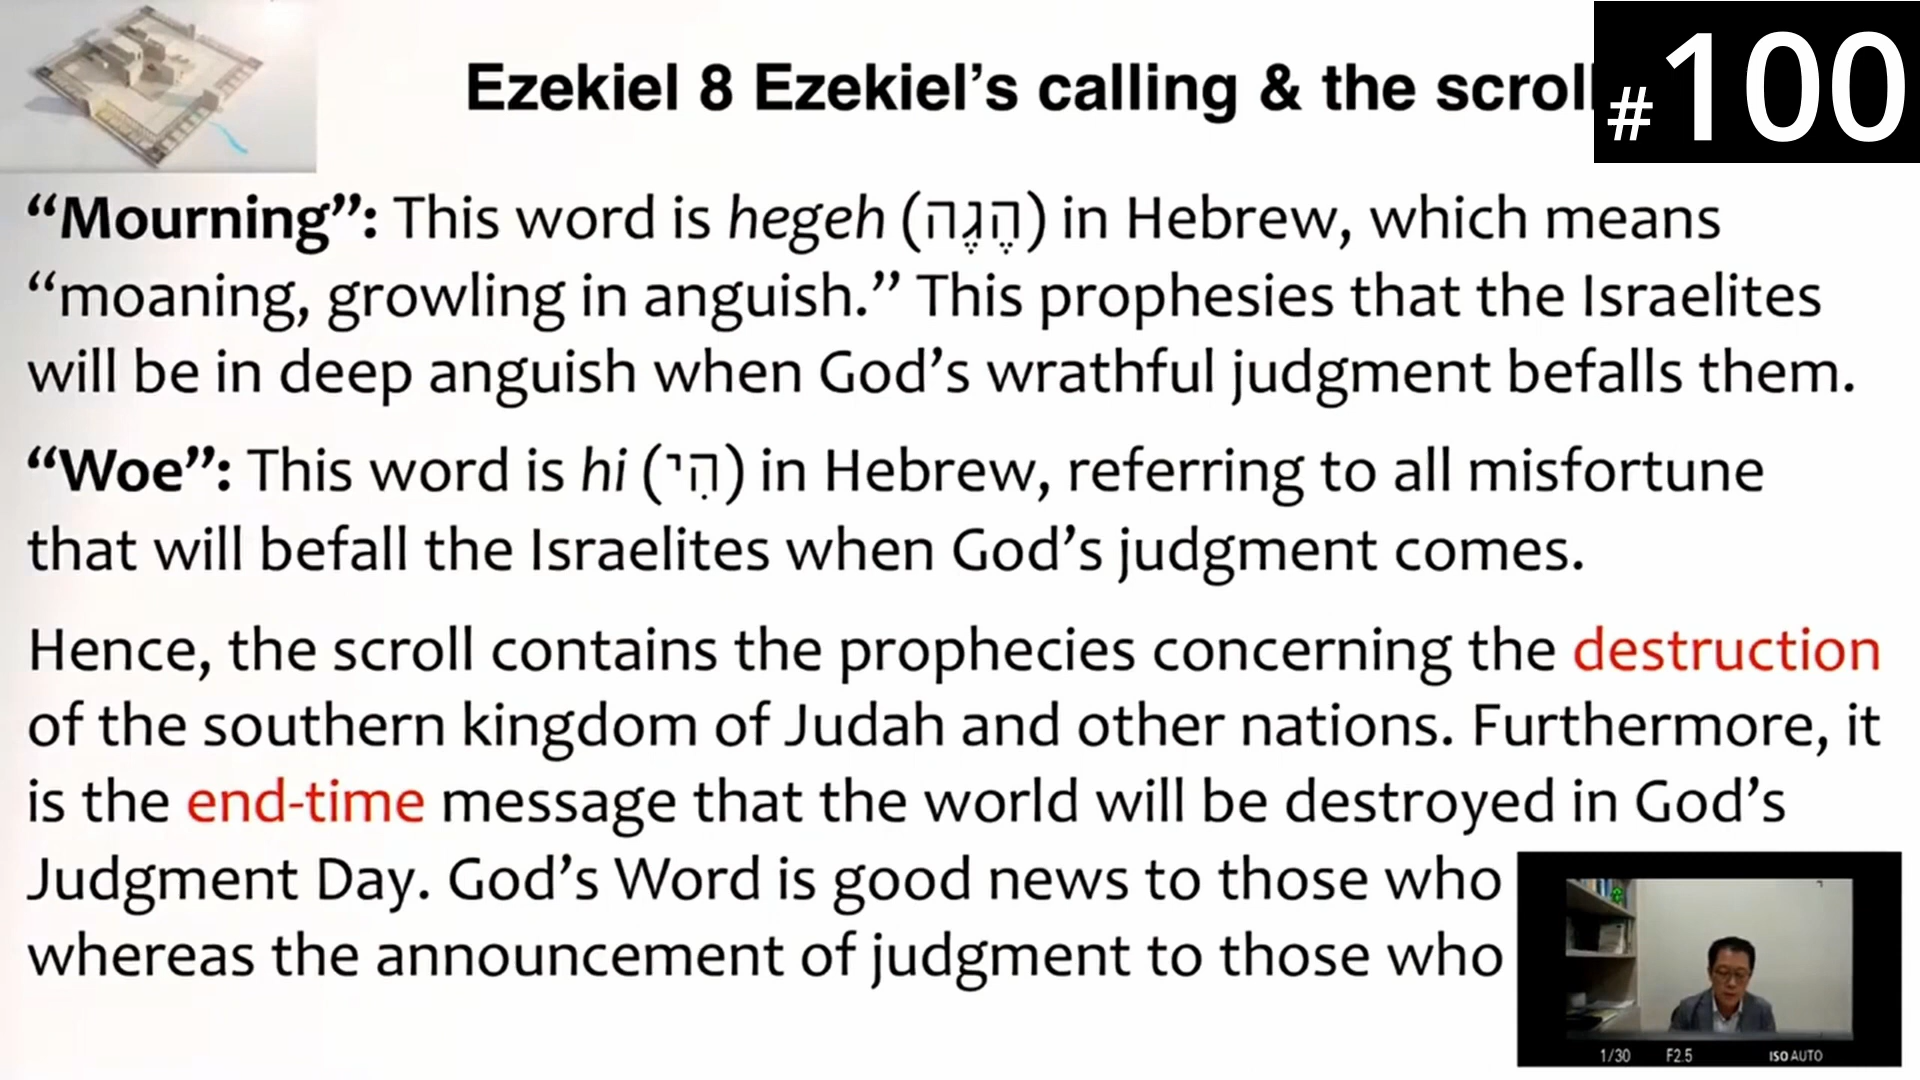 Ezekiel 8 Ezekiel’s calling & the scroll
#100
“Mourning”: This word is hegeh (הֶגֶה) in Hebrew, which means
“moaning, growling in anguish.” This prophesies that the Israelites
will be in deep anguish when God’s wrathful judgment befalls them.
“Woe”: This word is hi (הִי) in Hebrew, referring to all misfortune
that will befall the Israelites when God’s judgment comes.
Hence, the scroll contains the prophecies concerning the destruction
of the southern kingdom of Judah and other nations. Furthermore, it
is the end-time message that the world will be destroyed in God’s
Judgment Day. God’s Word is good news to those who
whereas the announcement of judgment to those who
1/30 F2.5 ISO AUTO